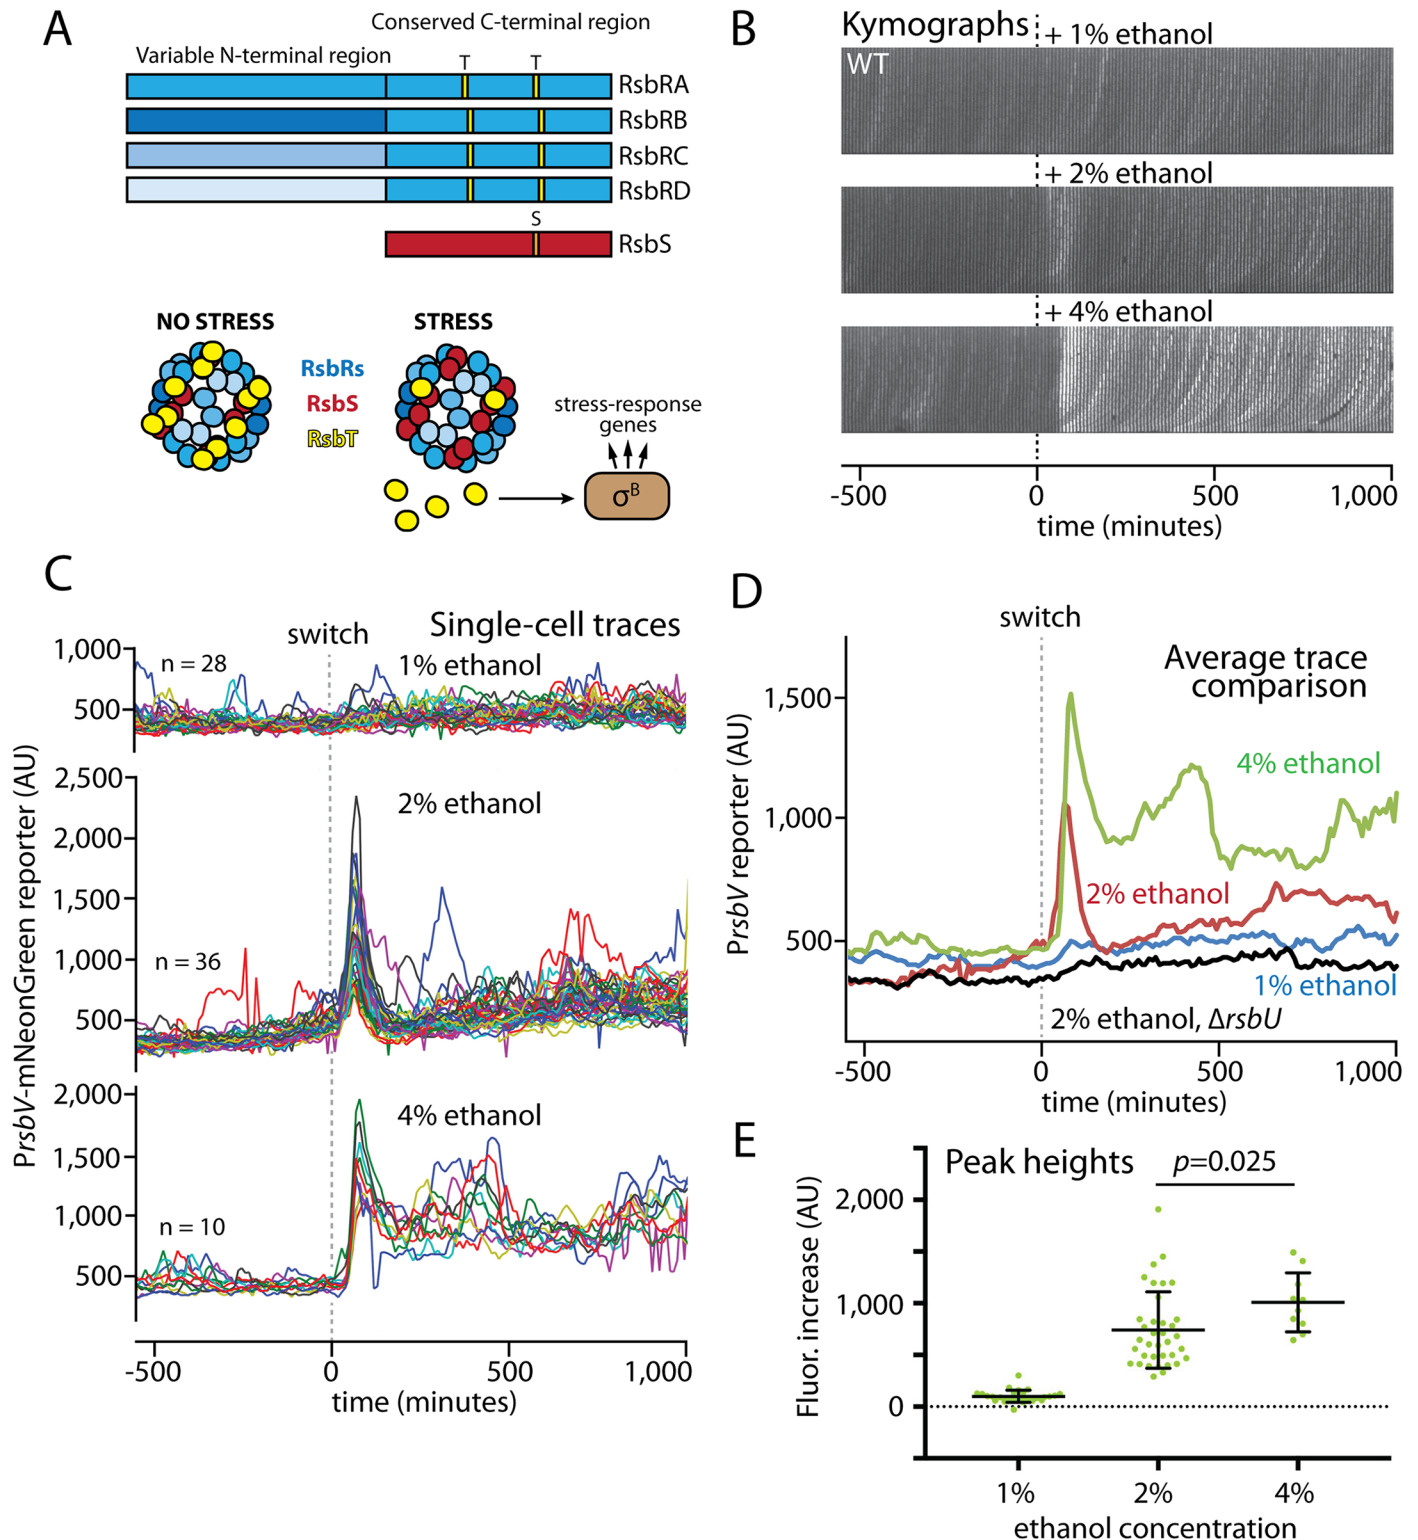 A
Conserved C-terminal region
Variable N-terminal region
T
T
RsbRA
RsbRB
RsbRC
RsbRD
S
RsbS
NO STRESS
STRESS
RsbRs
RsbS
RsbT
stress-response
genes
σB
B
Kymographs
+ 1% ethanol
WT
+ 2% ethanol
+ 4% ethanol
-500
0
500
1,000
time (minutes)
C
switch
Single-cell traces
PrsbV-mNeonGreen reporter (AU)
1,000
500
n = 28
1% ethanol
2,500
2,000
1,500
1,000
500
2% ethanol
n = 36
2,000
1,500
1,000
500
4% ethanol
n = 10
-500
0
500
1,000
time (minutes)
D
switch
Average trace
comparison
PrsbV reporter (AU)
1,500
1,000
500
4% ethanol
2% ethanol
1% ethanol
2% ethanol, ΔrsbU
-500
0
500
1,000
time (minutes)
E
Peak heights
p=0.025
Fluor. increase (AU)
2,000
1,000
0
1%
2%
4%
ethanol concentration